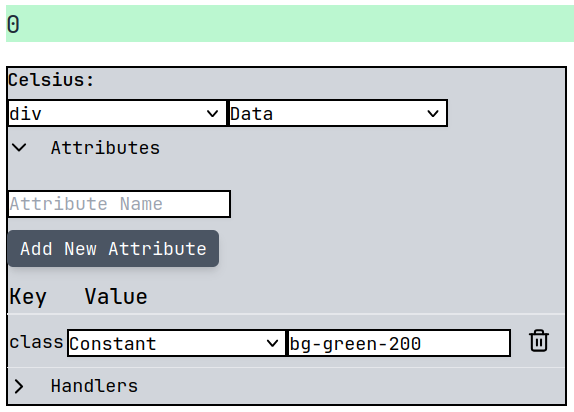 0
Celsius:
div Data
Attributes
Attribute Name
Add New Attribute
Key Value
class Constant bg-green-200
Handlers